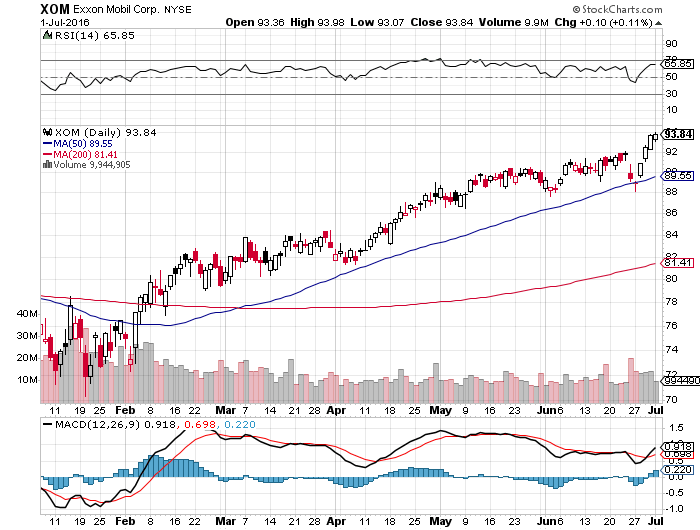 XOM Exxon Mobil Corp. NYSE
© StockCharts.com
1-Jul-2016
Open 93.36 High 93.98 Low 93.07 Close 93.84 Volume 9.9M Chg +0.10 (+0.11%)
RSI(14) 65.85
90
70
65.85
50
30
10
XOM (Daily) 93.84
MA(50) 89.55
MA(200) 81.41
Volume 9,944,905
93.84
92
90
89.55
88
86
84
82
81.41
80
78
76
74
72
70
40M
30M
20M
10M
11 19 25 Feb 8 16 22 Mar 7 14 21 28 Apr 11 18 25 May 9 16 23 Jun 6 13 20 27 Jul
MACD(12,26,9) 0.918, 0.698, 0.220
1.5
0.918
0.698
0.5
0.220
0.0
-0.5
-1.0
11 19 25 Feb 8 16 22 Mar 7 14 21 28 Apr 11 18 25 May 9 16 23 Jun 6 13 20 27 Jul